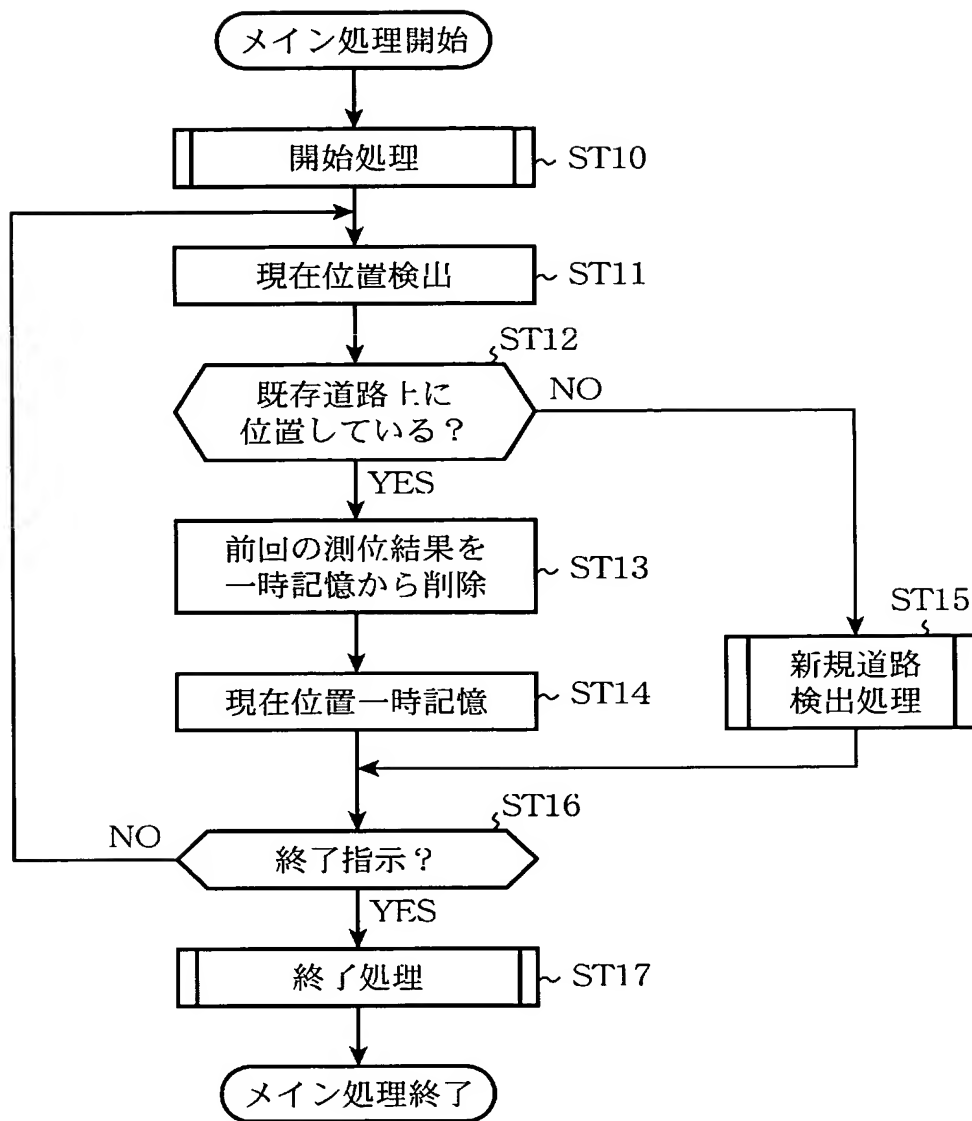 メイン処理開始
開始処理
ST10
現在位置検出
ST11
ST12
既存道路上に
位置している？
NO
YES
前回の測位結果を
一時記憶から削除
ST13
ST15
新規道路
検出処理
現在位置一時記憶
ST14
ST16
NO
終了指示？
YES
終了処理
ST17
メイン処理終了